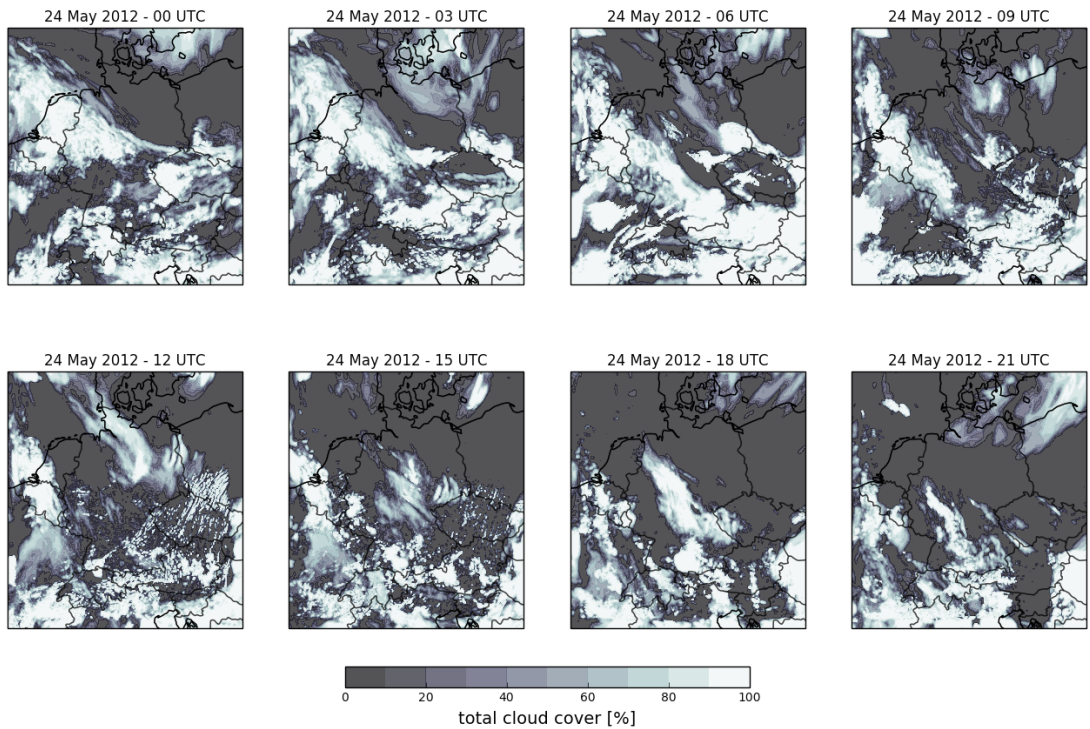 24 May 2012 - 00 UTC
24 May 2012 - 03 UTC
24 May 2012 - 06 UTC
24 May 2012 - 09 UTC
24 May 2012 - 12 UTC
24 May 2012 - 15 UTC
24 May 2012 - 18 UTC
24 May 2012 - 21 UTC
0 20 40 60 80 100
total cloud cover [%]